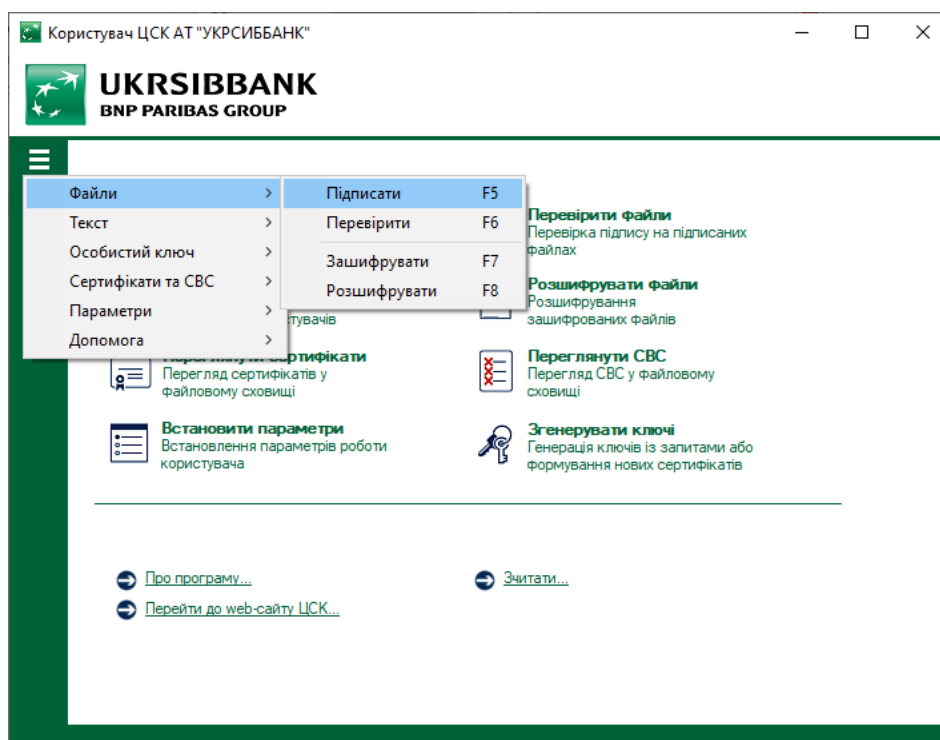 Користувач ЦСК АТ "УКРСИББАНК"
UKRSIBBANK
BNP PARIBAS GROUP
Файли
Текст
Особистий ключ
Сертифікати та СВС
Параметри
Допомога
Підписати F5
Перевірити F6
Зашифрувати F7
Розшифрувати F8
Перевірити файли
Перевірка підпису на підписаних
файлах
Розшифрувати файли
Розшифрування
зашифрованих файлів
Переглянути сертифікати
Перегляд сертифікатів у
файловому сховищі
Переглянути СВС
Перегляд СВС у файловому
сховищі
Встановити параметри
Встановлення параметрів роботи
користувача
Згенерувати ключі
Генерація ключів із запитами або
формування нових сертифікатів
Про програму...
Зчитати...
Перейти до web-сайту ЦСК...